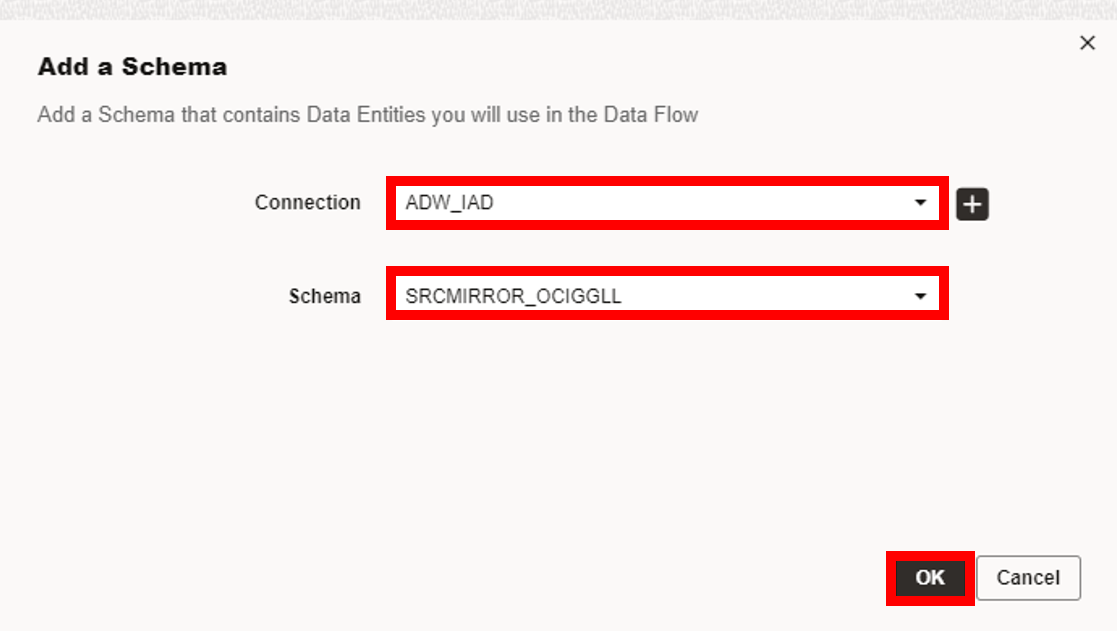 Add a Schema
Add a Schema that contains Data Entities you will use in the Data Flow
Connection ADW_IAD
Schema SRCMIRROR_OCIGGLL
OK Cancel